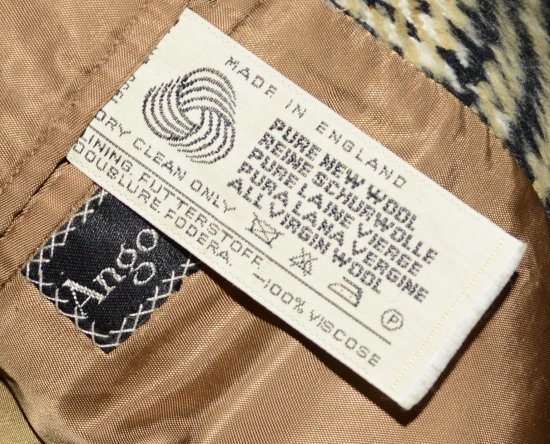 MADE IN ENGLAND
PURE NEW WOOL
REINE SCHURWOLLE
PURE LAINE VIERGE
PURA LANA VERGINE
ALL VIRGIN WOOL
DRY CLEAN ONLY
P
LINING, FUTTERSTOFF
DOUBLURE, FODERA. —100% VISCOSE
Ango